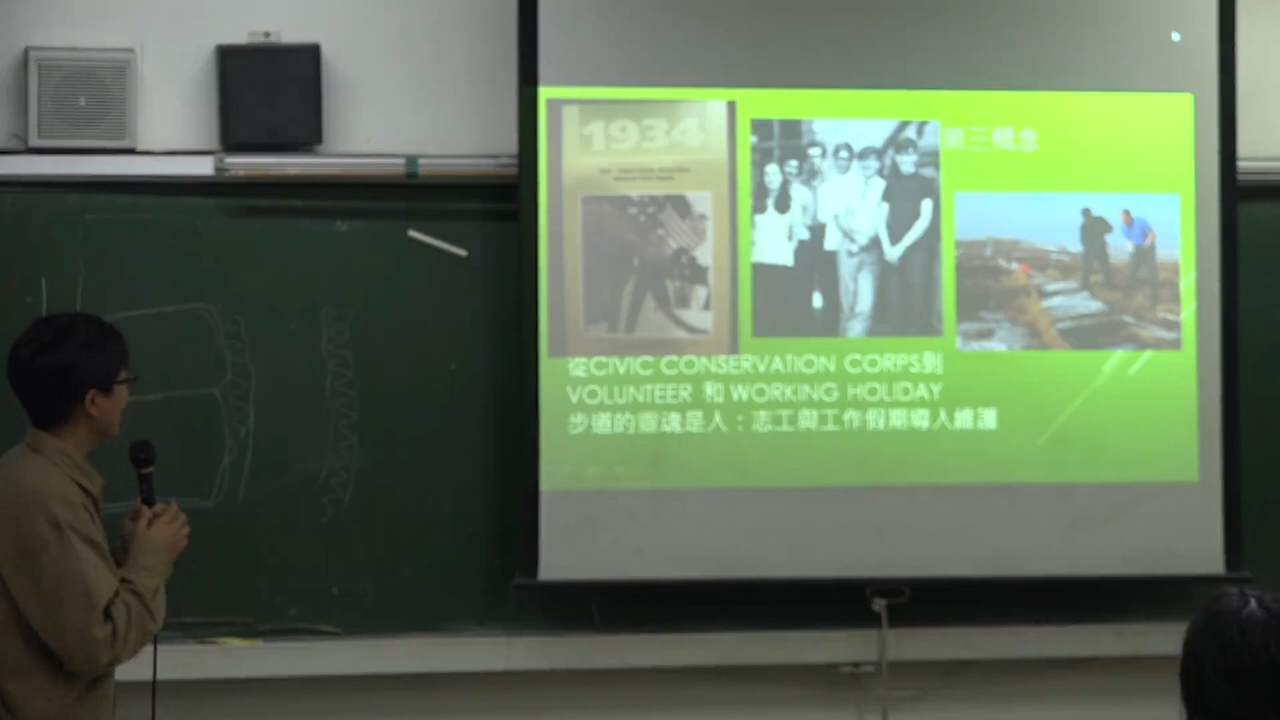 1934
第三概念
從CIVIC CONSERVATION CORPS到
VOLUNTEER 和 WORKING HOLIDAY
步道的靈魂是人：志工與工作假期導入維護